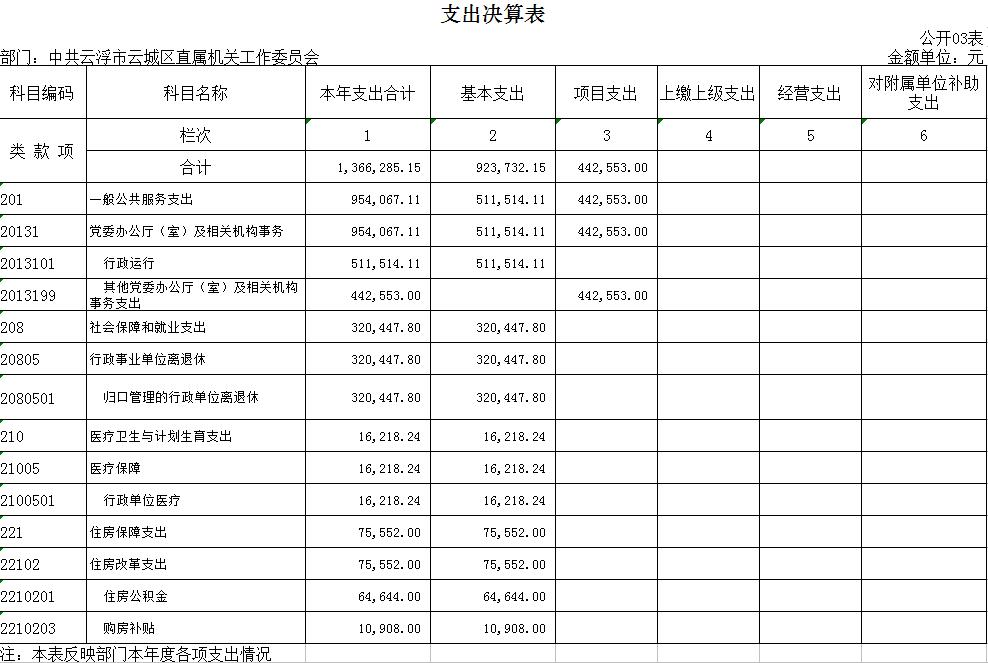 支出决算表
公开03表
部门：中共云浮市云城区直属机关工作委员会 金额单位：元
科目编码 科目名称 本年支出合计 基本支出 项目支出 上缴上级支出 经营支出 对附属单位补助
支出
类 款 项 栏次 1 2 3 4 5 6
合计 1,366,285.15 923,732.15 442,553.00
201 一般公共服务支出 954,067.11 511,514.11 442,553.00
20131 党委办公厅（室）及相关机构事务 954,067.11 511,514.11 442,553.00
2013101 行政运行 511,514.11 511,514.11
2013199 其他党委办公厅（室）及相关机构
事务支出 442,553.00 442,553.00
208 社会保障和就业支出 320,447.80 320,447.80
20805 行政事业单位离退休 320,447.80 320,447.80
2080501 归口管理的行政单位离退休 320,447.80 320,447.80
210 医疗卫生与计划生育支出 16,218.24 16,218.24
21005 医疗保障 16,218.24 16,218.24
2100501 行政单位医疗 16,218.24 16,218.24
221 住房保障支出 75,552.00 75,552.00
22102 住房改革支出 75,552.00 75,552.00
2210201 住房公积金 64,644.00 64,644.00
2210203 购房补贴 10,908.00 10,908.00
注：本表反映部门本年度各项支出情况